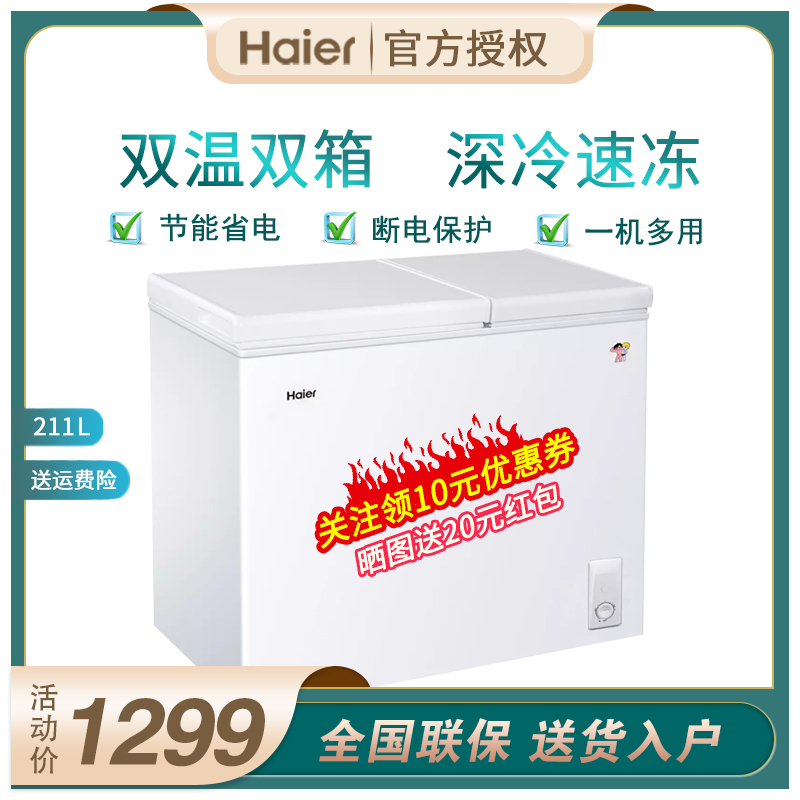 Haier 官方授权
双温双箱 深冷速冻
节能省电 断电保护 一机多用
Haier
211L
送运费险
关注领10元优惠券
晒图送20元红包
活动价 1299
全国联保 送货入户